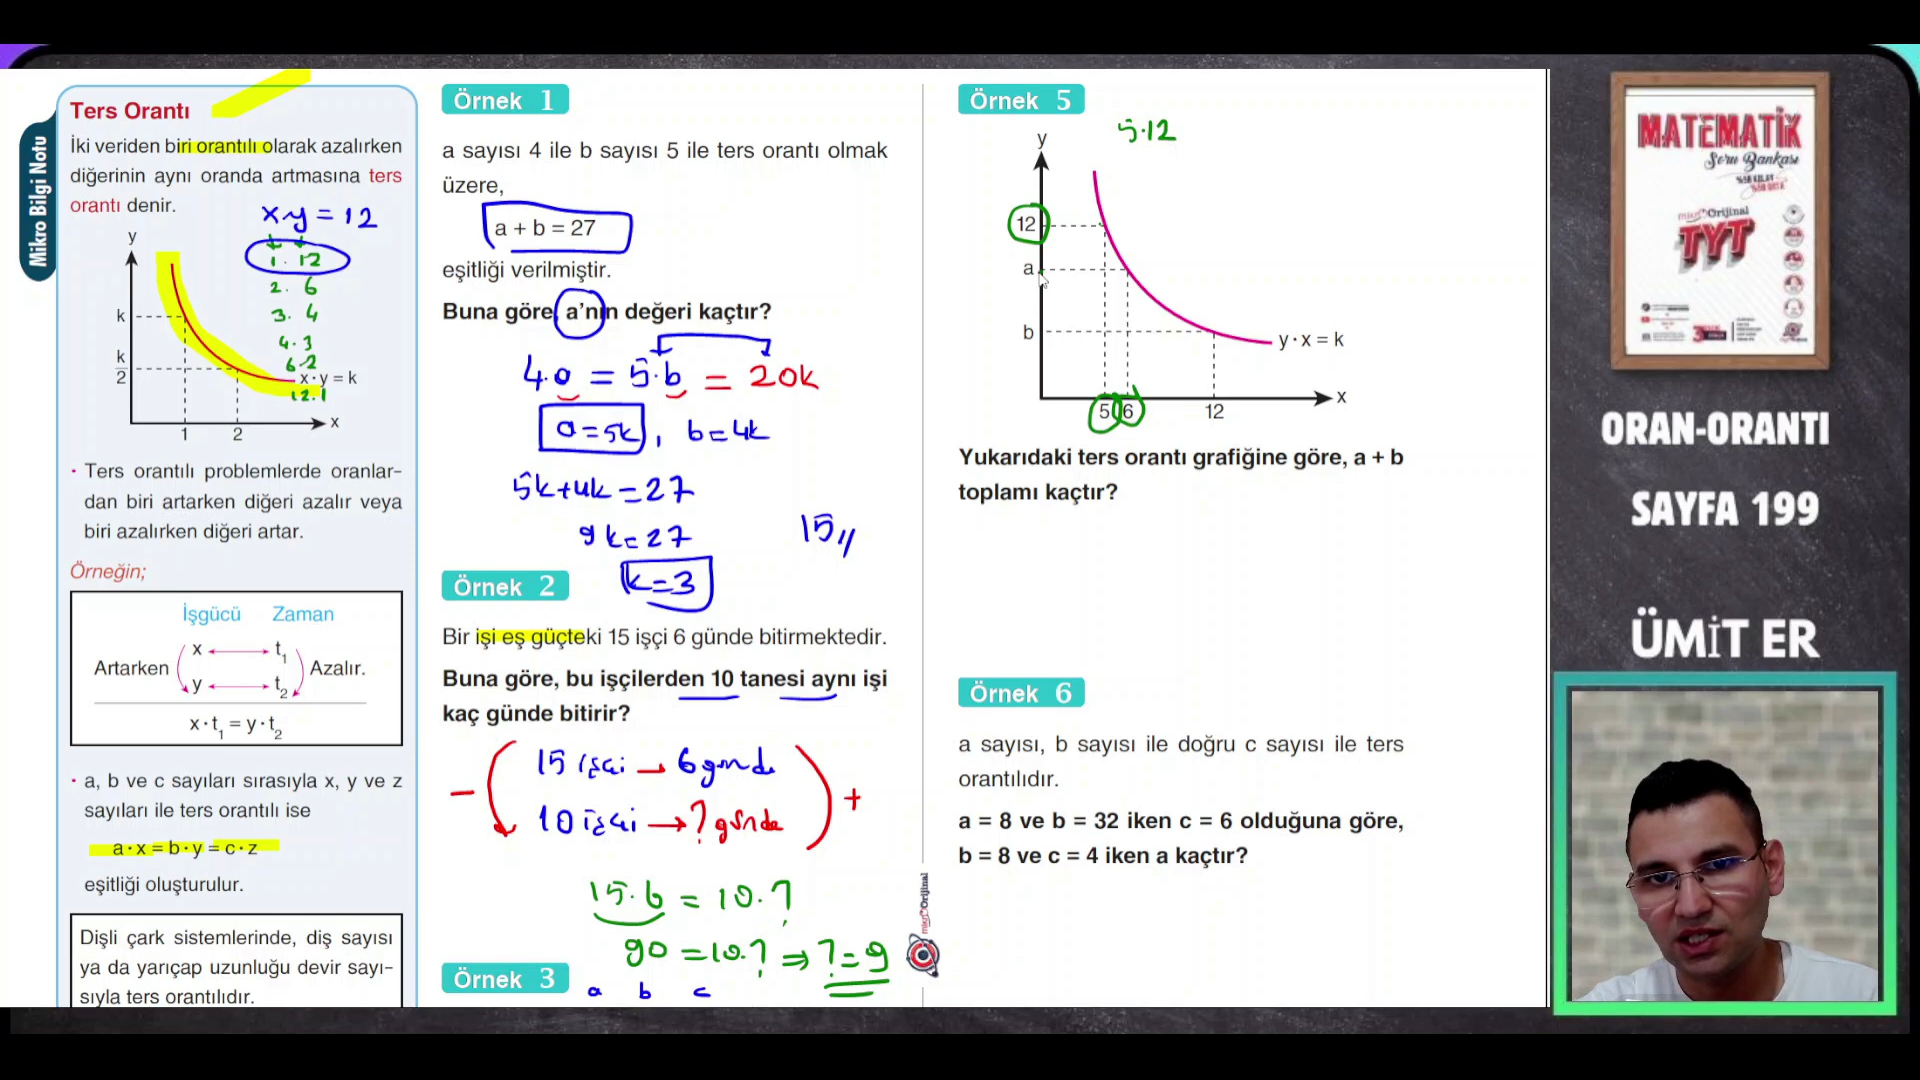 Mikro Bilgi Notu
Ters Orantı
İki veriden biri orantılı olarak azalırken
diğerinin aynı oranda artmasına ters
orantı denir.
x y = 12
1 . 12
2 . 6
3 . 4
4 . 3
6 . 2
12.1
y
k
k
2
1
2
x
x · y = k
• Ters orantılı problemlerde oranlar-
dan biri artarken diğeri azalır veya
biri azalırken diğeri artar.
Örneğin;
İşgücü Zaman
x t1
Artarken Azalır.
y t2
x · t1 = y · t2
• a, b ve c sayıları sırasıyla x, y ve z
sayıları ile ters orantılı ise
a · x = b · y = c · z
eşitliği oluşturulur.
Dişli çark sistemlerinde, diş sayısı
ya da yarıçap uzunluğu devir sayı-
sıyla ters orantılıdır.
Örnek 1
a sayısı 4 ile b sayısı 5 ile ters orantı olmak
üzere,
a + b = 27
eşitliği verilmiştir.
Buna göre, a'nın değeri kaçtır?
4.a = 5.b = 20k
a = 5k , b = 4k
5k + 4k = 27
9k = 27
15//
k = 3
Örnek 2
Bir işi eş güçteki 15 işçi 6 günde bitirmektedir.
Buna göre, bu işçilerden 10 tanesi aynı işi
kaç günde bitirir?
− 15 işçi → 6 günde
10 işçi → ? günde +
15.6 = 10.?
90 = 10.? ⇒ ? = 9
Örnek 3
a b c
Örnek 5
5.12
y
12
a
b
y · x = k
5 6 12 x
Yukarıdaki ters orantı grafiğine göre, a + b
toplamı kaçtır?
Örnek 6
a sayısı, b sayısı ile doğru c sayısı ile ters
orantılıdır.
a = 8 ve b = 32 iken c = 6 olduğuna göre,
b = 8 ve c = 4 iken a kaçtır?
MATEMATİK
Soru Bankası
Orijinal
TYT
ORAN-ORANTI
SAYFA 199
ÜMİT ER